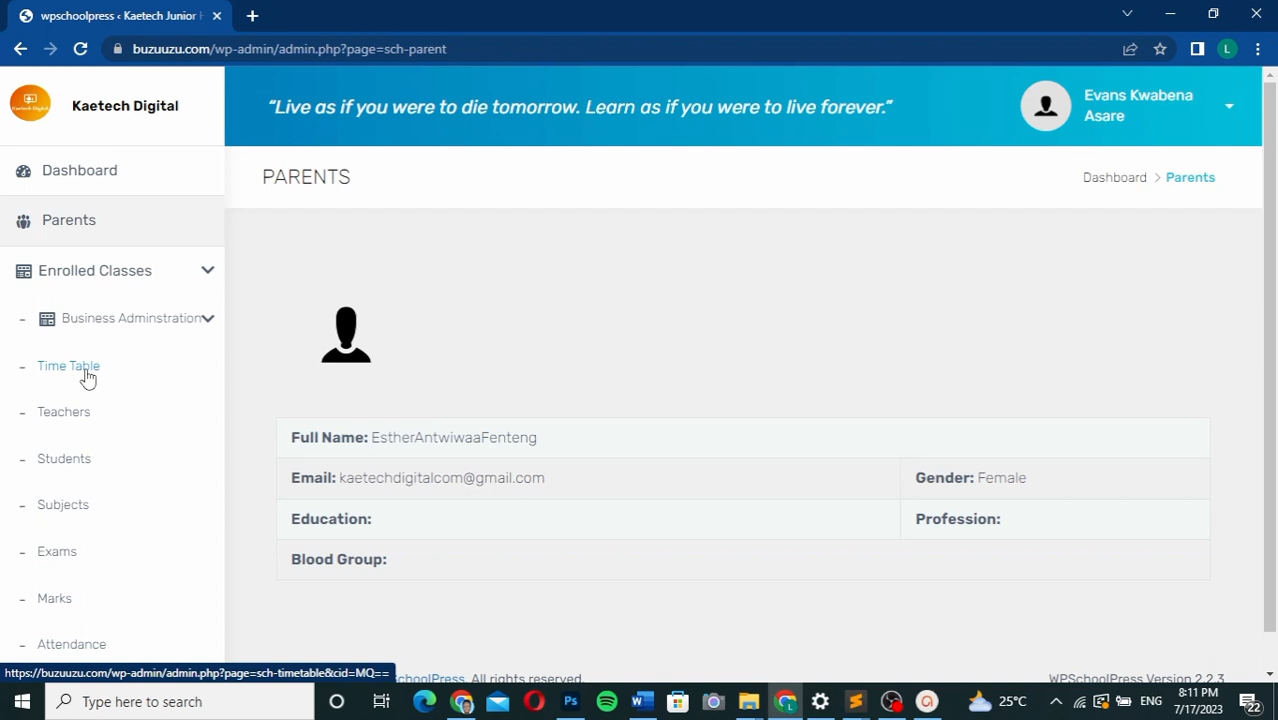 wpschoolpress ‹ Kaetech Junior H
buzuuzu.com/wp-admin/admin.php?page=sch-parent
L
Kaetech Digital
“Live as if you were to die tomorrow. Learn as if you were to live forever.”
Evans Kwabena
Asare
Dashboard
PARENTS
Dashboard > Parents
Parents
Enrolled Classes
- Business Adminstration
- Time Table
- Teachers
- Students
- Subjects
- Exams
- Marks
- Attendance
Full Name: EstherAntwiwaaFenteng
Email: kaetechdigitalcom@gmail.com
Gender: Female
Education:
Profession:
Blood Group:
https://buzuuzu.com/wp-admin/admin.php?page=sch-timetable&cid=MQ==
SchoolPress. All rights reserved.
WPSchoolPress Version 2.2.3
Type here to search
25°C
ENG
8:11 PM
7/17/2023
22